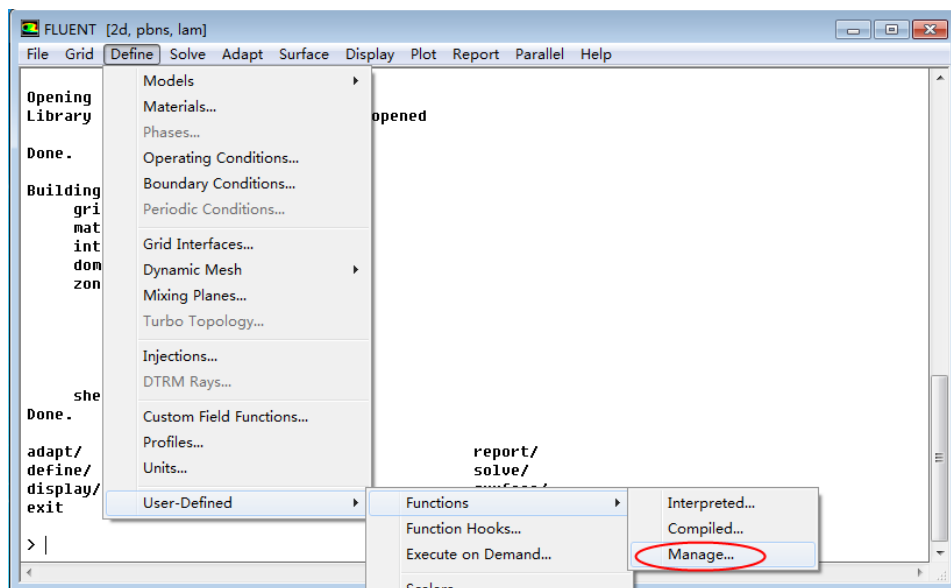 FLUENT [2d, pbns, lam]
File Grid Define Solve Adapt Surface Display Plot Report Parallel Help
Models
Opening
Materials...
Library opened
Phases...
Done.
Operating Conditions...
Boundary Conditions...
Building
gri
Periodic Conditions...
mat
int
Grid Interfaces...
dom
Dynamic Mesh
zon
Mixing Planes...
Turbo Topology...
Injections...
DTRM Rays...
she
Done.
Custom Field Functions...
Profiles...
adapt/ report/
define/ Units... solve/
display/
exit
User-Defined Functions Interpreted...
Function Hooks... Compiled...
> Execute on Demand... Manage...